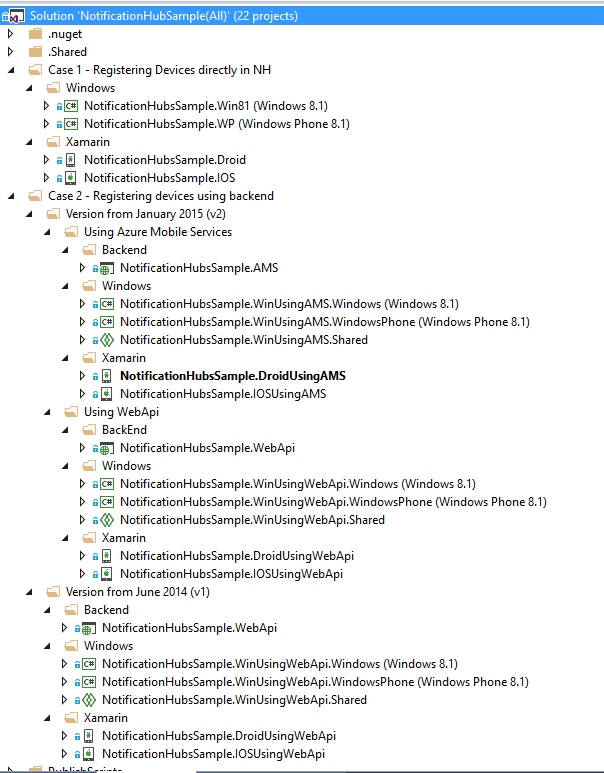 Solution 'NotificationHubSample(All)' (22 projects)
.nuget
.Shared
Case 1 - Registering Devices directly in NH
Windows
C# NotificationHubsSample.Win81 (Windows 8.1)
C# NotificationHubsSample.WP (Windows Phone 8.1)
Xamarin
NotificationHubsSample.Droid
NotificationHubsSample.IOS
Case 2 - Registering devices using backend
Version from January 2015 (v2)
Using Azure Mobile Services
Backend
NotificationHubsSample.AMS
Windows
C# NotificationHubsSample.WinUsingAMS.Windows (Windows 8.1)
C# NotificationHubsSample.WinUsingAMS.WindowsPhone (Windows Phone 8.1)
NotificationHubsSample.WinUsingAMS.Shared
Xamarin
NotificationHubsSample.DroidUsingAMS
NotificationHubsSample.IOSUsingAMS
Using WebApi
BackEnd
NotificationHubsSample.WebApi
Windows
C# NotificationHubsSample.WinUsingWebApi.Windows (Windows 8.1)
C# NotificationHubsSample.WinUsingWebApi.WindowsPhone (Windows Phone 8.1)
NotificationHubsSample.WinUsingWebApi.Shared
Xamarin
NotificationHubsSample.DroidUsingWebApi
NotificationHubsSample.IOSUsingWebApi
Version from June 2014 (v1)
Backend
NotificationHubsSample.WebApi
Windows
C# NotificationHubsSample.WinUsingWebApi.Windows (Windows 8.1)
C# NotificationHubsSample.WinUsingWebApi.WindowsPhone (Windows Phone 8.1)
NotificationHubsSample.WinUsingWebApi.Shared
Xamarin
NotificationHubsSample.DroidUsingWebApi
NotificationHubsSample.IOSUsingWebApi
PublishScripts